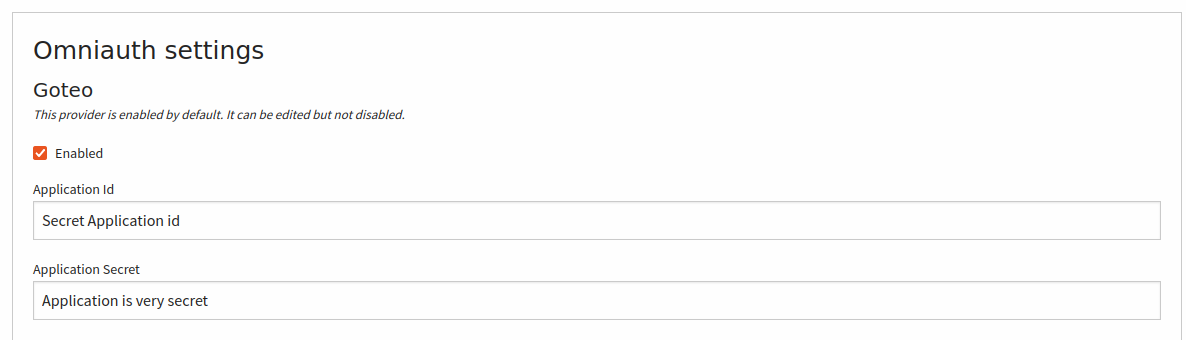 Omniauth settings
Goteo
This provider is enabled by default. It can be edited but not disabled.
Enabled
Application Id
Secret Application id
Application Secret
Application is very secret